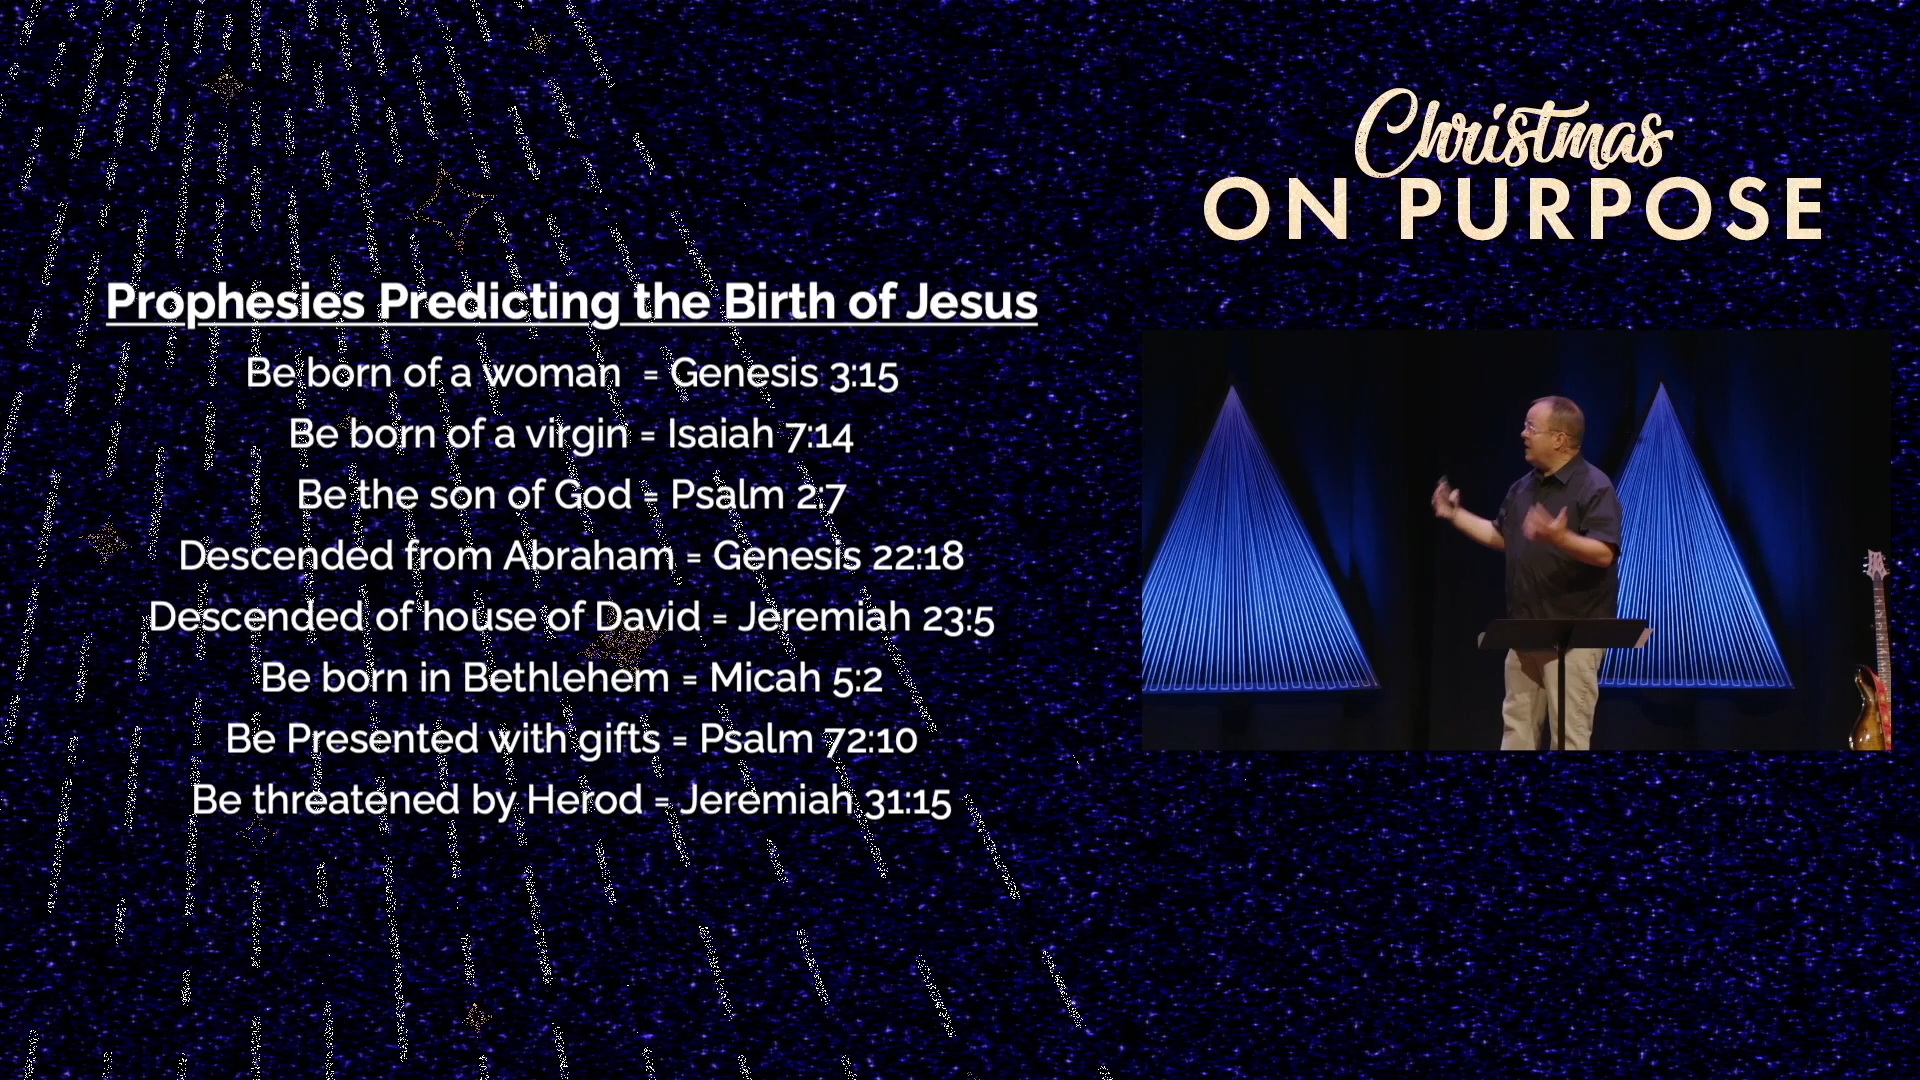 Christmas
ON PURPOSE
Prophesies Predicting the Birth of Jesus
Be born of a woman  = Genesis 3:15
Be born of a virgin = Isaiah 7:14
Be the son of God = Psalm 2:7
Descended from Abraham = Genesis 22:18
Descended of house of David = Jeremiah 23:5
Be born in Bethlehem = Micah 5:2
Be Presented with gifts = Psalm 72:10
Be threatened by Herod = Jeremiah 31:15